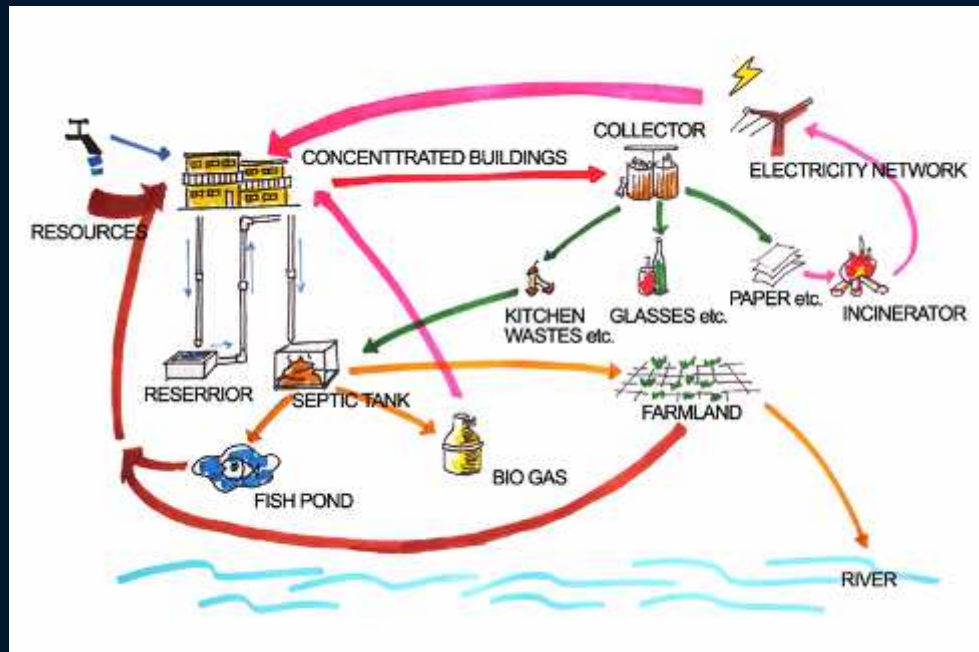 COLLECTOR
CONCENTTRATED BUILDINGS
ELECTRICITY NETWORK
RESOURCES
KITCHEN
WASTES etc.
GLASSES etc.
PAPER etc.
INCINERATOR
RESERRIOR
SEPTIC TANK
FARMLAND
FISH POND
BIO GAS
RIVER